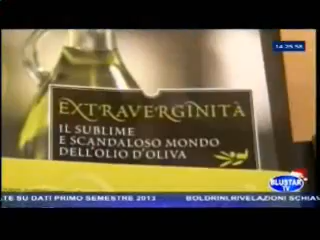 14:25:58
EXTRAVERGINITÀ
IL SUBLIME
E SCANDALOSO MONDO
DELL'OLIO D'OLIVA
BLUSTAR
TV
LTE SU DATI PRIMO SEMESTRE 2013 BOLDRINI,RIVELAZIONI SCHIAV